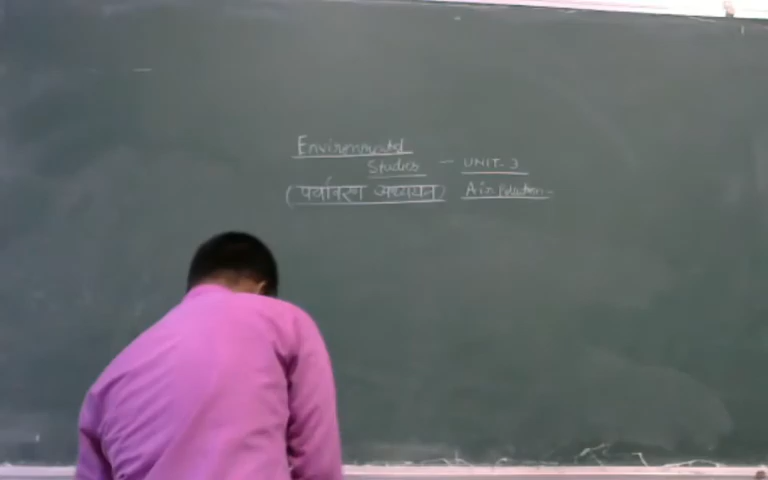 Environmental
Studies - UNIT-3
(पर्यावरण अध्ययन) Air Pollution-